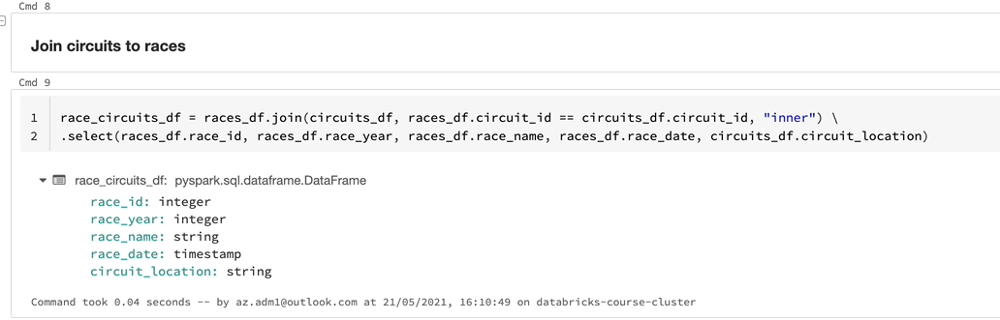 Cmd 8
Join circuits to races
Cmd 9
1 race_circuits_df = races_df.join(circuits_df, races_df.circuit_id == circuits_df.circuit_id, "inner") \
2 .select(races_df.race_id, races_df.race_year, races_df.race_name, races_df.race_date, circuits_df.circuit_location)
race_circuits_df: pyspark.sql.dataframe.DataFrame
race_id: integer
race_year: integer
race_name: string
race_date: timestamp
circuit_location: string
Command took 0.04 seconds -- by az.adm1@outlook.com at 21/05/2021, 16:10:49 on databricks-course-cluster